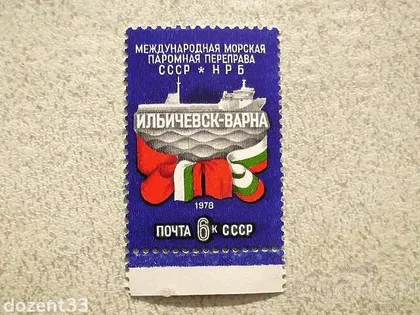 МЕЖДУНАРОДНАЯ МОРСКАЯ
ПАРОМНАЯ ПЕРЕПРАВА
СССР * НРБ
ИЛЬИЧЕВСК-ВАРНА
1978
ПОЧТА 6к СССР
dozent33